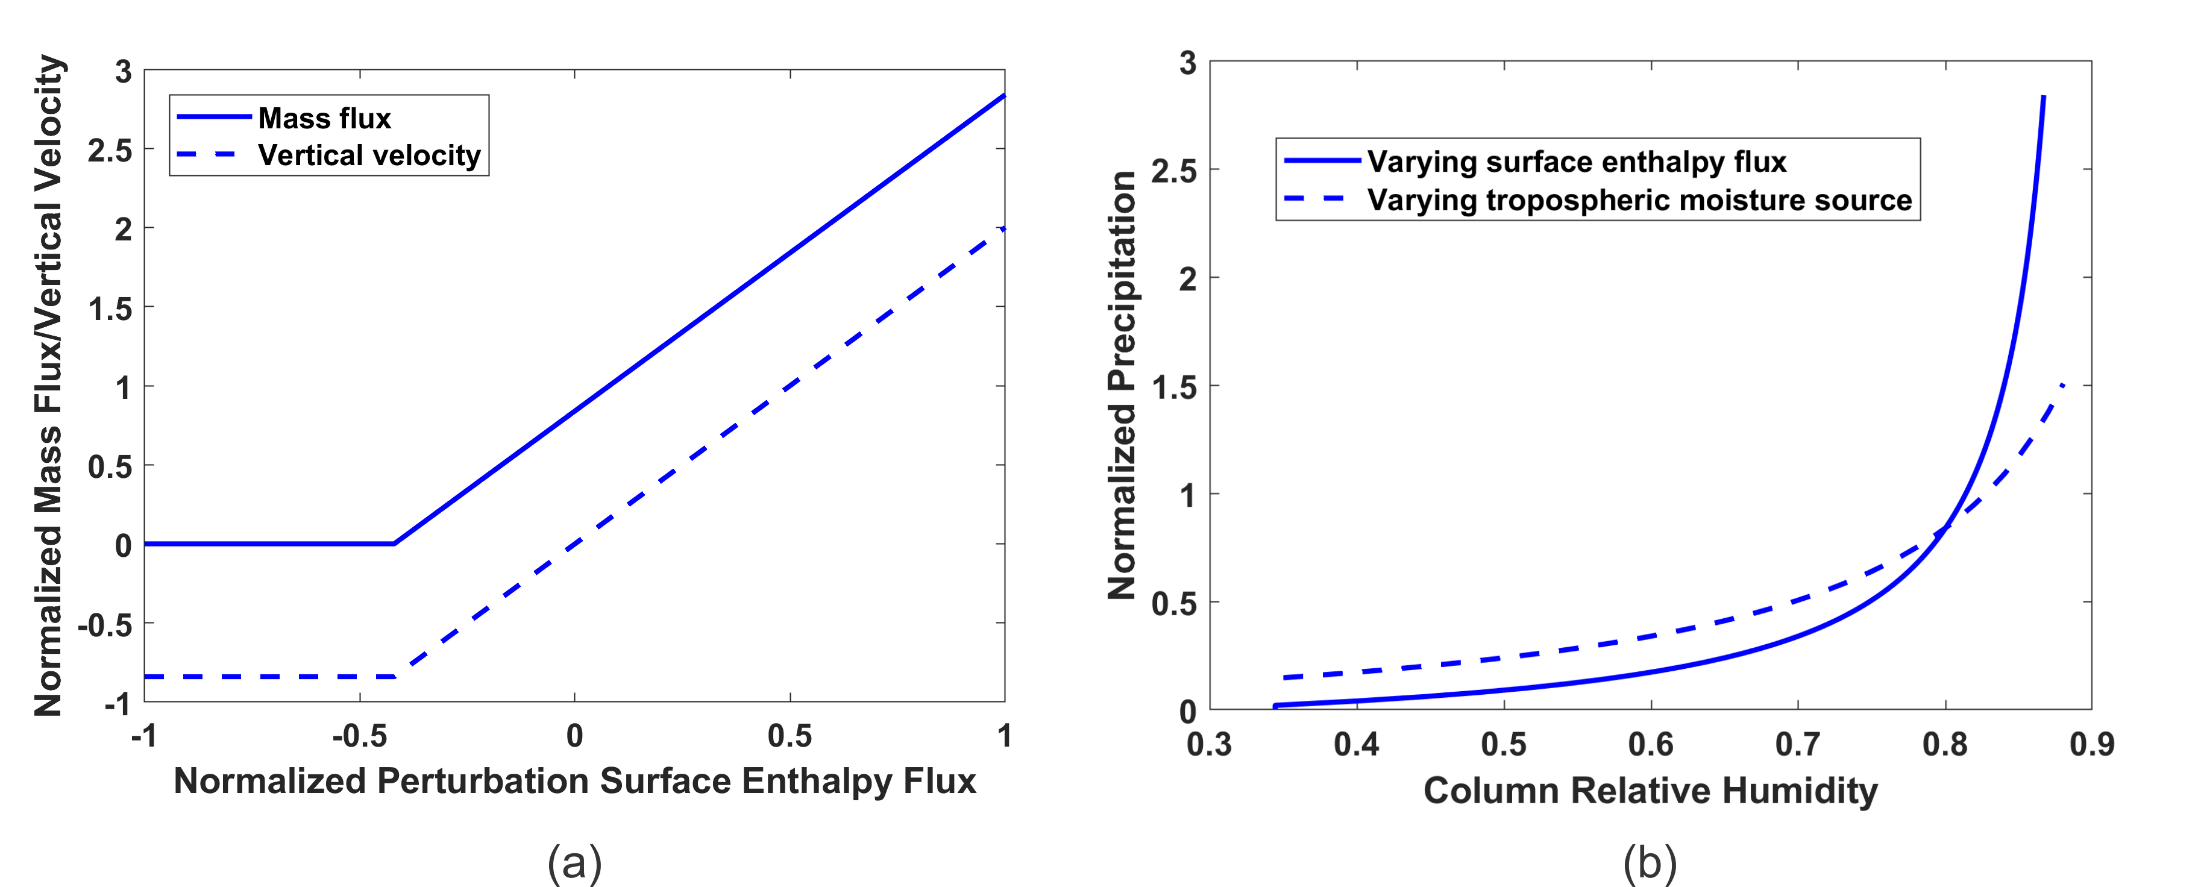 Normalized Mass Flux/Vertical Velocity
3
2.5
2
1.5
1
0.5
0
-0.5
-1
Mass flux
Vertical velocity
-1 -0.5 0 0.5 1
Normalized Perturbation Surface Enthalpy Flux
(a)
Normalized Precipitation
3
2.5
2
1.5
1
0.5
0
Varying surface enthalpy flux
Varying tropospheric moisture source
0.3 0.4 0.5 0.6 0.7 0.8 0.9
Column Relative Humidity
(b)